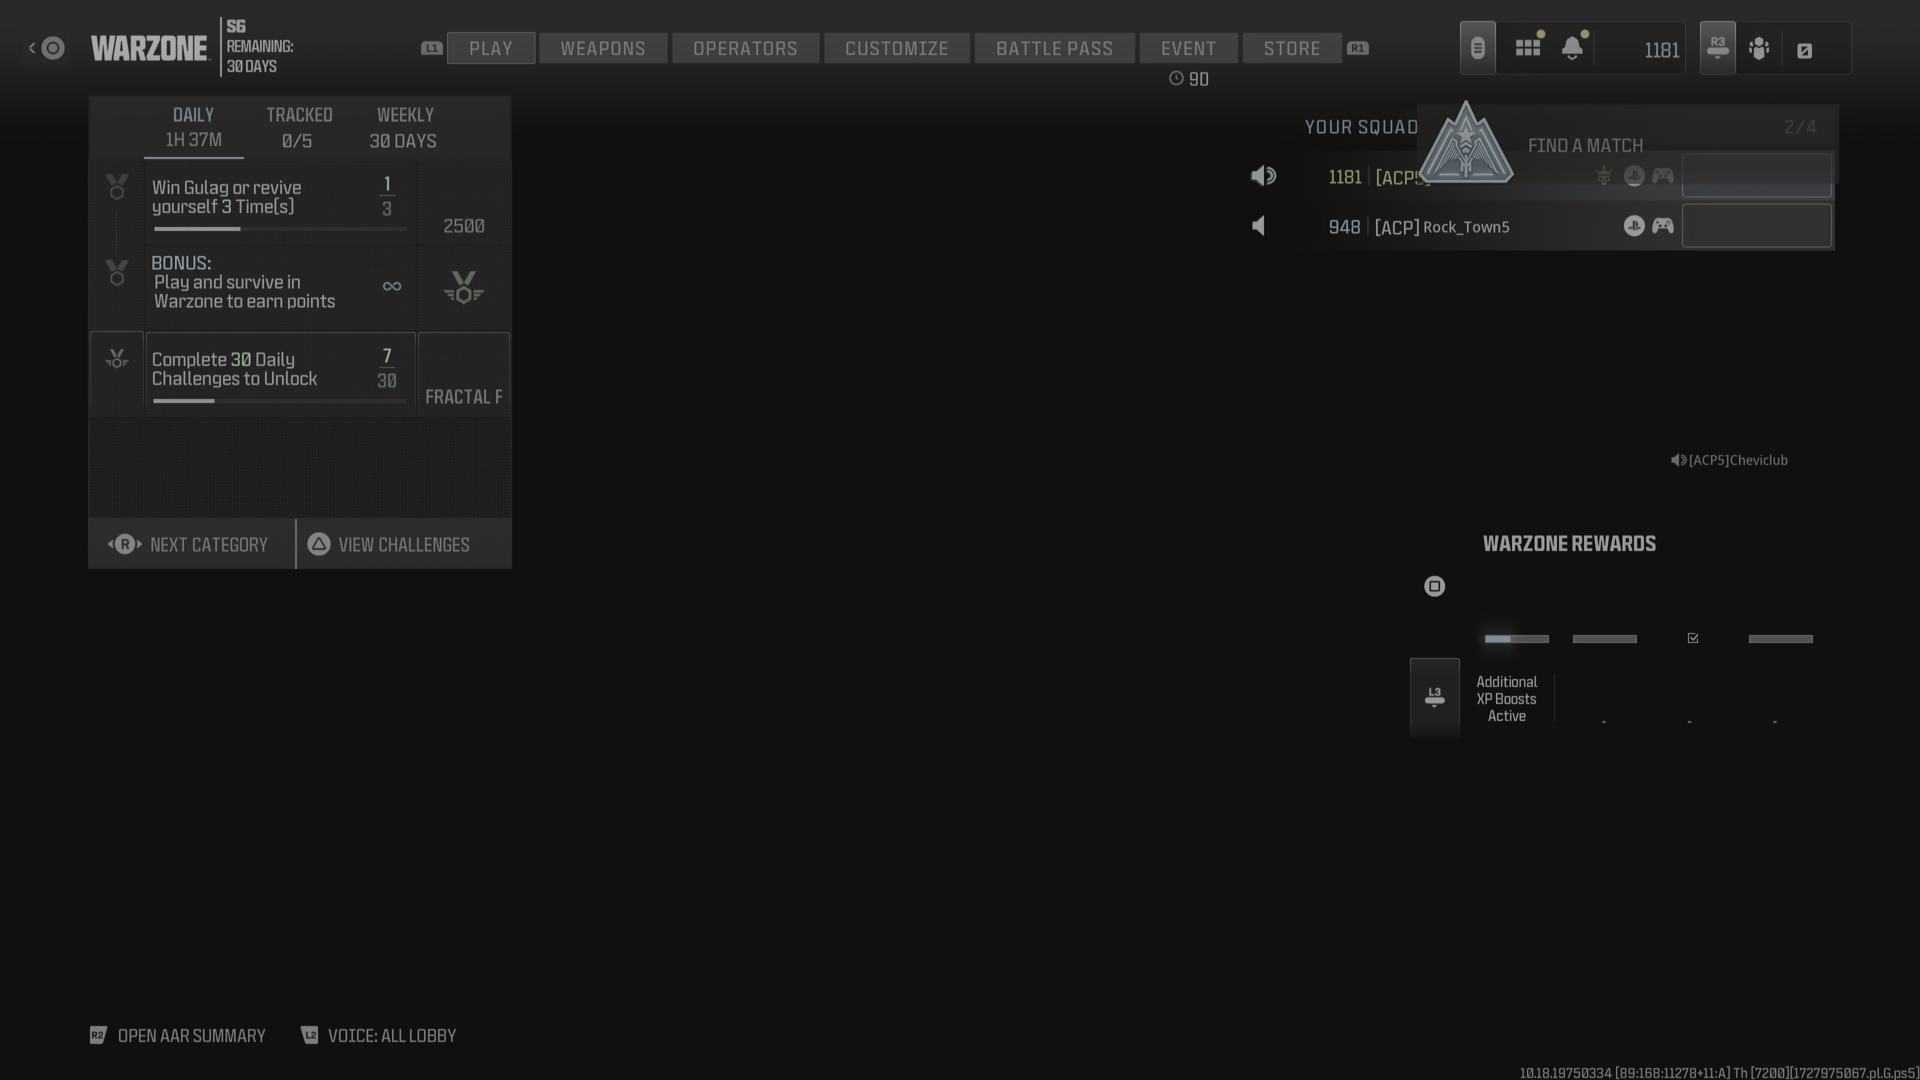 WARZONE
S6
REMAINING:
30 DAYS
L1
PLAY
WEAPONS
OPERATORS
CUSTOMIZE
BATTLE PASS
EVENT
STORE
R1
9D
1181
R3
0
DAILY
1H 37M
TRACKED
0/5
WEEKLY
30 DAYS
Win Gulag or revive
yourself 3 Time[s]
1
3
2500
BONUS:
Play and survive in
Warzone to earn points
∞
Complete 30 Daily
Challenges to Unlock
7
30
FRACTAL F
R NEXT CATEGORY
VIEW CHALLENGES
YOUR SQUAD
2/4
FIND A MATCH
1181 [ACP5]
948 [ACP] Rock_Town5
[ACP5]Cheviclub
WARZONE REWARDS
L3
Additional
XP Boosts
Active
- - -
R2 OPEN AAR SUMMARY
L2 VOICE: ALL LOBBY
10.18.19750334 [89:168:11278+11:A] Th [7200][1727975067.pl.G.ps5]